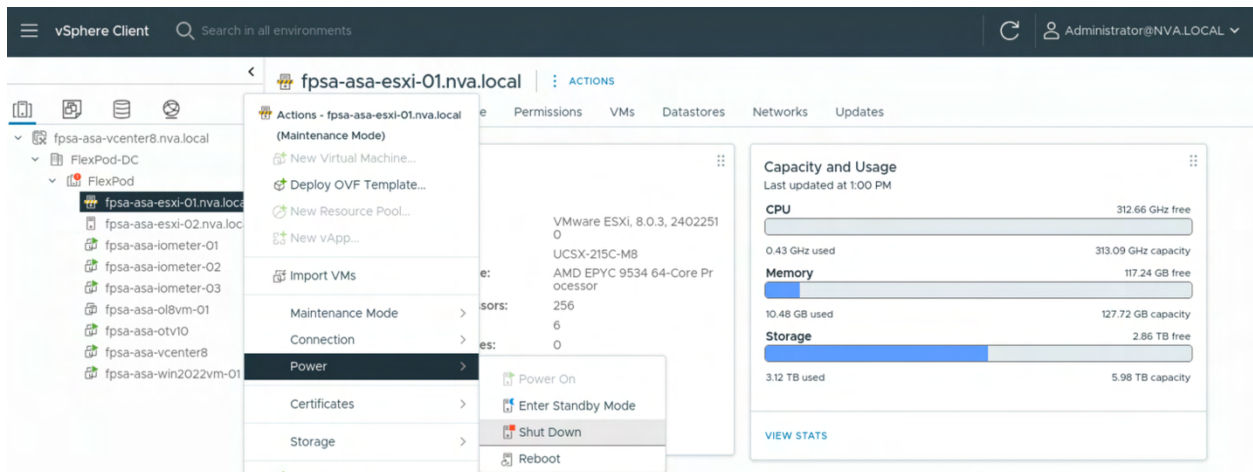 vSphere Client
Search in all environments
Administrator@NVA.LOCAL
fpsa-asa-esxi-01.nva.local
ACTIONS
Permissions VMs Datastores Networks Updates
fpsa-asa-vcenter8.nva.local
FlexPod-DC
FlexPod
fpsa-asa-esxi-01.nva.loca
fpsa-asa-esxi-02.nva.loc
fpsa-asa-iometer-01
fpsa-asa-iometer-02
fpsa-asa-iometer-03
fpsa-asa-ol8vm-01
fpsa-asa-otv10
fpsa-asa-vcenter8
fpsa-asa-win2022vm-01
Actions - fpsa-asa-esxi-01.nva.local
(Maintenance Mode)
New Virtual Machine...
Deploy OVF Template...
New Resource Pool...
New vApp...
Import VMs
Maintenance Mode
Connection
Power
Certificates
Storage
Power On
Enter Standby Mode
Shut Down
Reboot
VMware ESXi, 8.0.3, 2402251
0
UCSX-215C-M8
e: AMD EPYC 9534 64-Core Pr
ocessor
ssors: 256
6
es: 0
Capacity and Usage
Last updated at 1:00 PM
CPU 312.66 GHz free
0.43 GHz used 313.09 GHz capacity
Memory 117.24 GB free
10.48 GB used 127.72 GB capacity
Storage 2.86 TB free
3.12 TB used 5.98 TB capacity
VIEW STATS